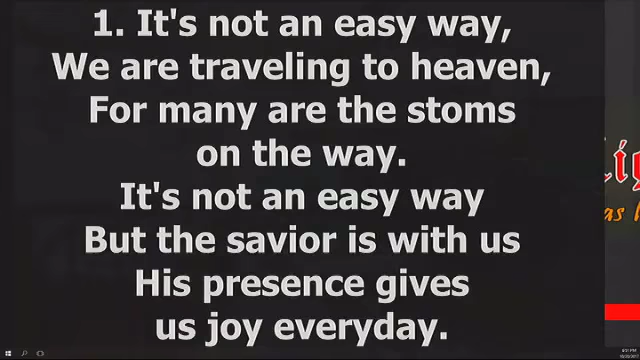 1. It's not an easy way,
We are traveling to heaven,
For many are the stoms
on the way.
It's not an easy way
But the savior is with us
His presence gives
us joy everyday.